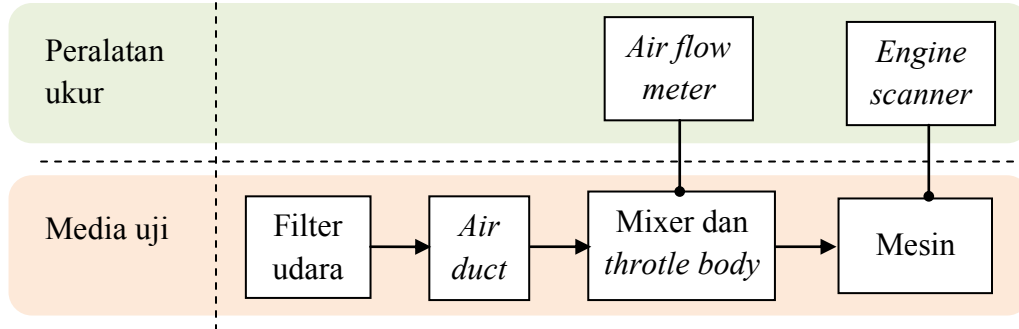 Peralatan
ukur
Air flow
meter
Engine
scanner
Media uji
Filter
udara
Air
duct
Mixer dan
throtle body
Mesin